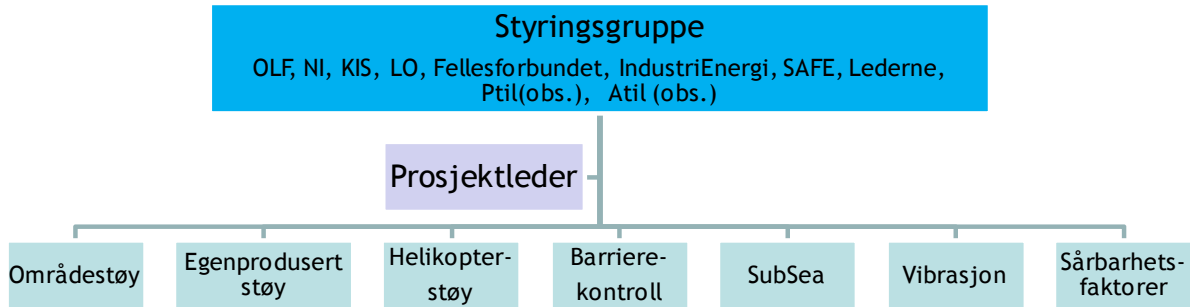 Styringsgruppe
OLF, NI, KIS, LO, Fellesforbundet, IndustriEnergi, SAFE, Lederne,
Ptil(obs.), Atil (obs.)
Prosjektleder
Områdestøy
Egenprodusert
støy
Helikopter-
støy
Barriere-
kontroll
SubSea
Vibrasjon
Sårbarhets-
faktorer